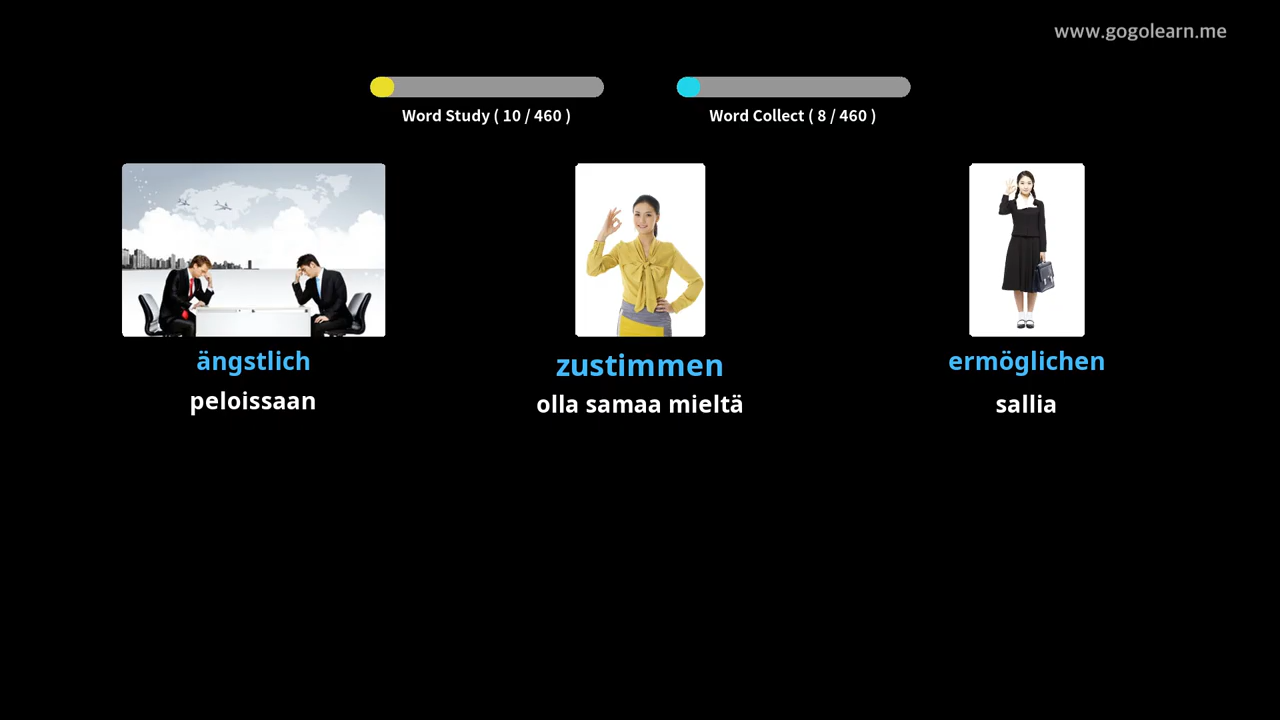 www.gogolearn.me
Word Study ( 10 / 460 )
Word Collect ( 8 / 460 )
ängstlich
zustimmen
ermöglichen
peloissaan
olla samaa mieltä
sallia